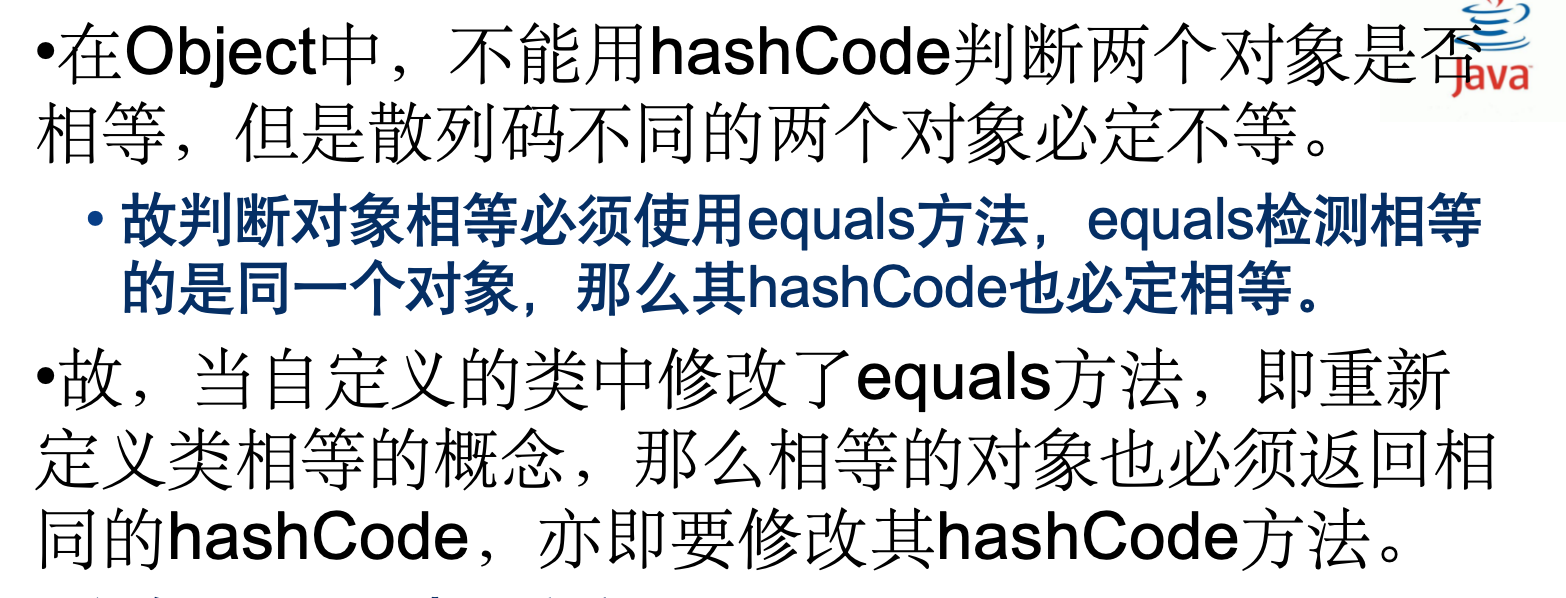 •在Object中，不能用hashCode判断两个对象是否
相等，但是散列码不同的两个对象必定不等。
•故判断对象相等必须使用equals方法，equals检测相等
的是同一个对象，那么其hashCode也必定相等。
•故，当自定义的类中修改了equals方法，即重新
定义类相等的概念，那么相等的对象也必须返回相
同的hashCode，亦即要修改其hashCode方法。
Java